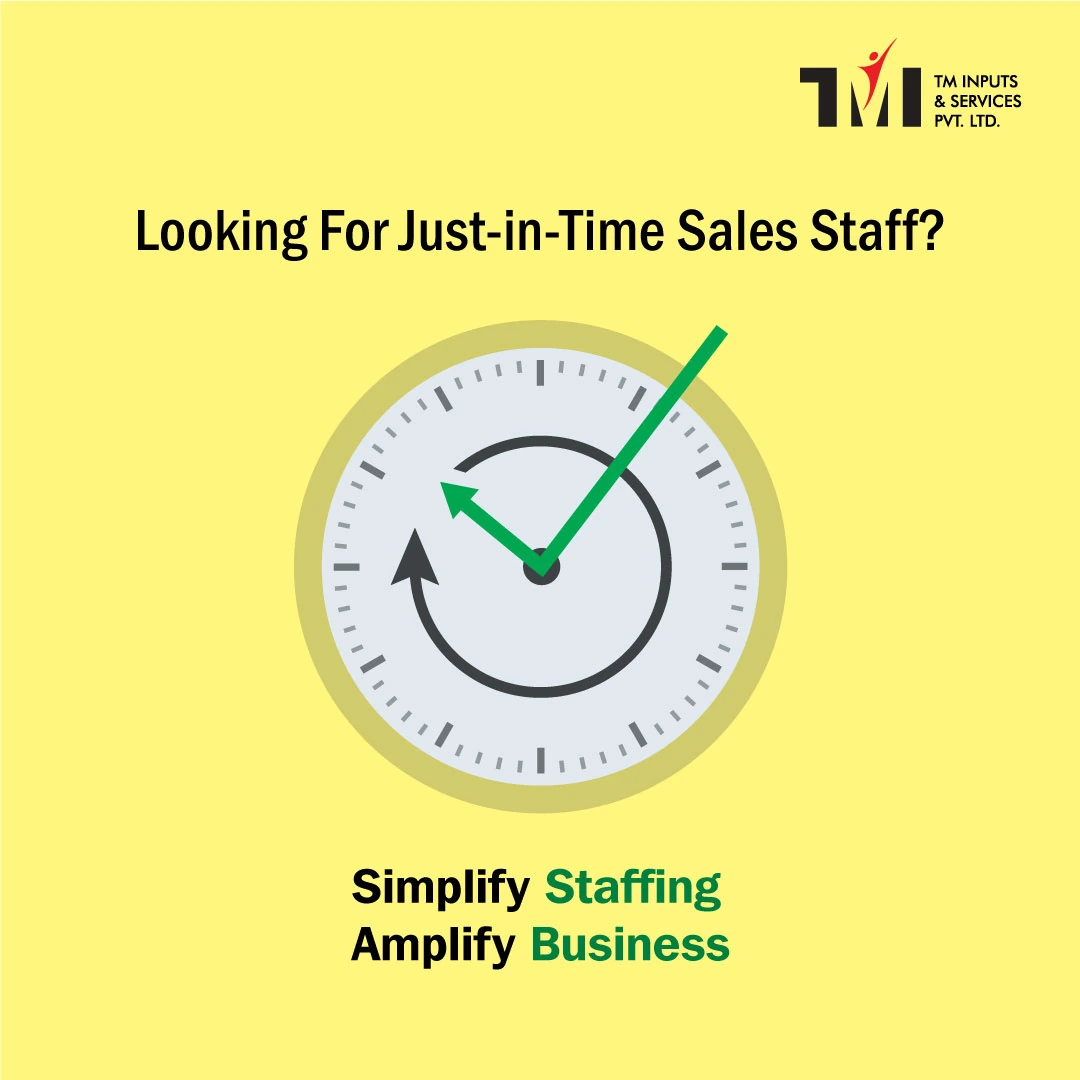 TMI
TM INPUTS
& SERVICES
PVT. LTD.
Looking For Just-in-Time Sales Staff?
Simplify Staffing
Amplify Business